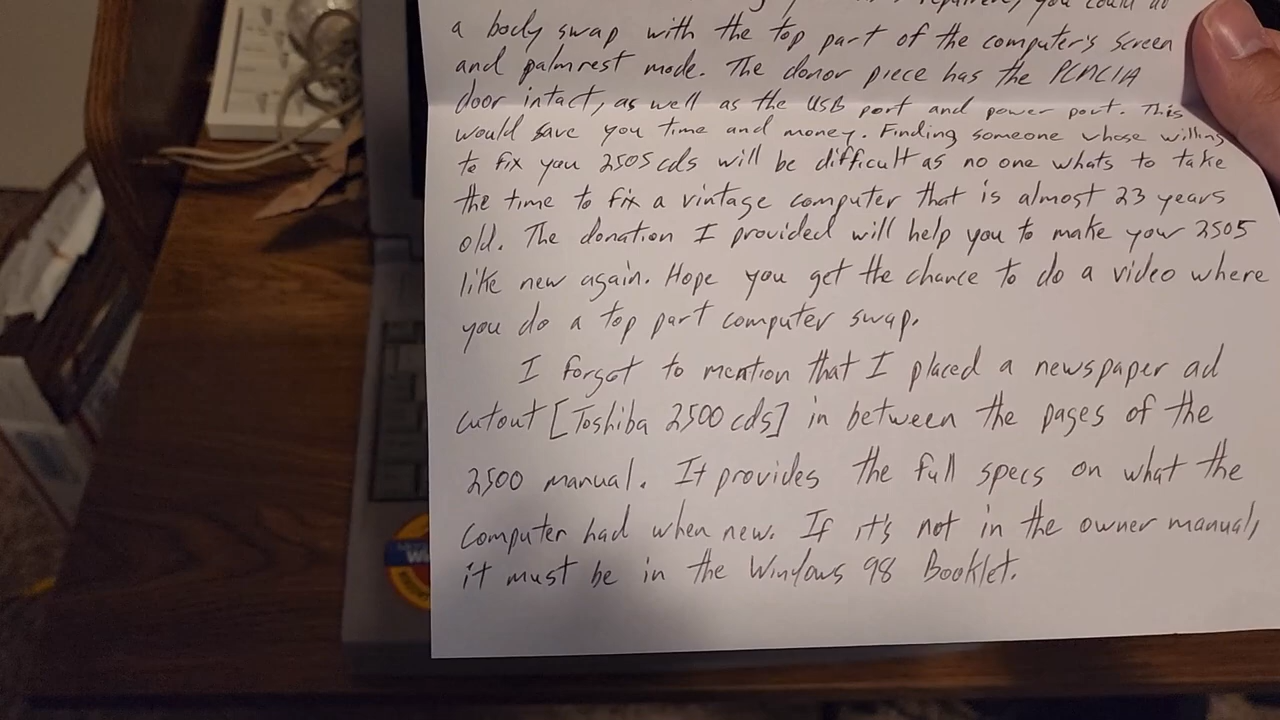 repairers, you could do
a body swap with the top part of the computer's screen
and palmrest mode. The donor piece has the PCMCIA
door intact, as well as the USB port and power port. This
would save you time and money. Finding someone whose willing
to fix you 2505cds will be difficult as no one whats to take
the time to fix a vintage computer that is almost 23 years
old. The donation I provided will help you to make your 2505
like new again. Hope you get the chance to do a video where
you do a top part computer swap.
I forgot to mention that I placed a newspaper ad
cutout [Toshiba 2500 cds] in between the pages of the
2500 manual. It provides the full specs on what the
computer had when new. If it's not in the owner manual,
it must be in the Windows 98 Booklet.